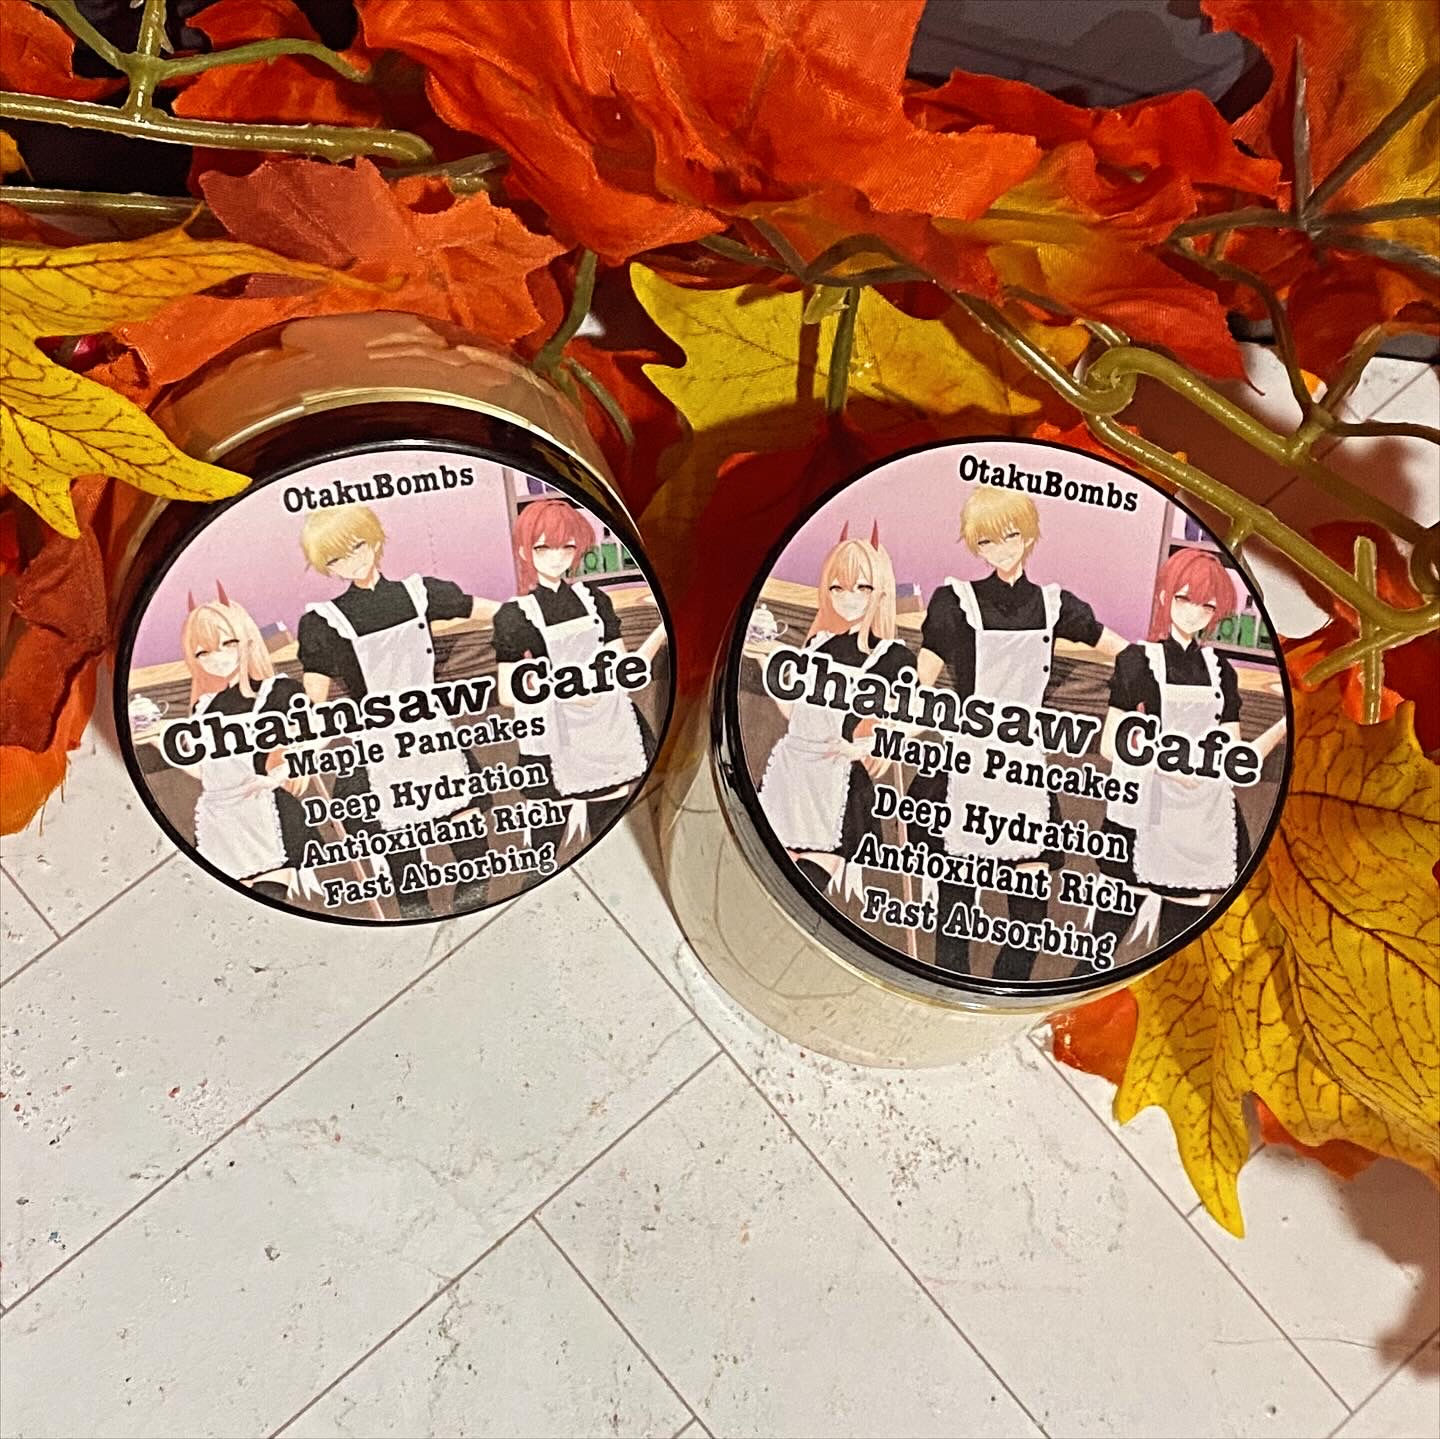 OtakuBombs
Chainsaw Cafe
Maple Pancakes
Deep Hydration
Antioxidant Rich
Fast Absorbing
OtakuBombs
Chainsaw Cafe
Maple Pancakes
Deep Hydration
Antioxidant Rich
Fast Absorbing